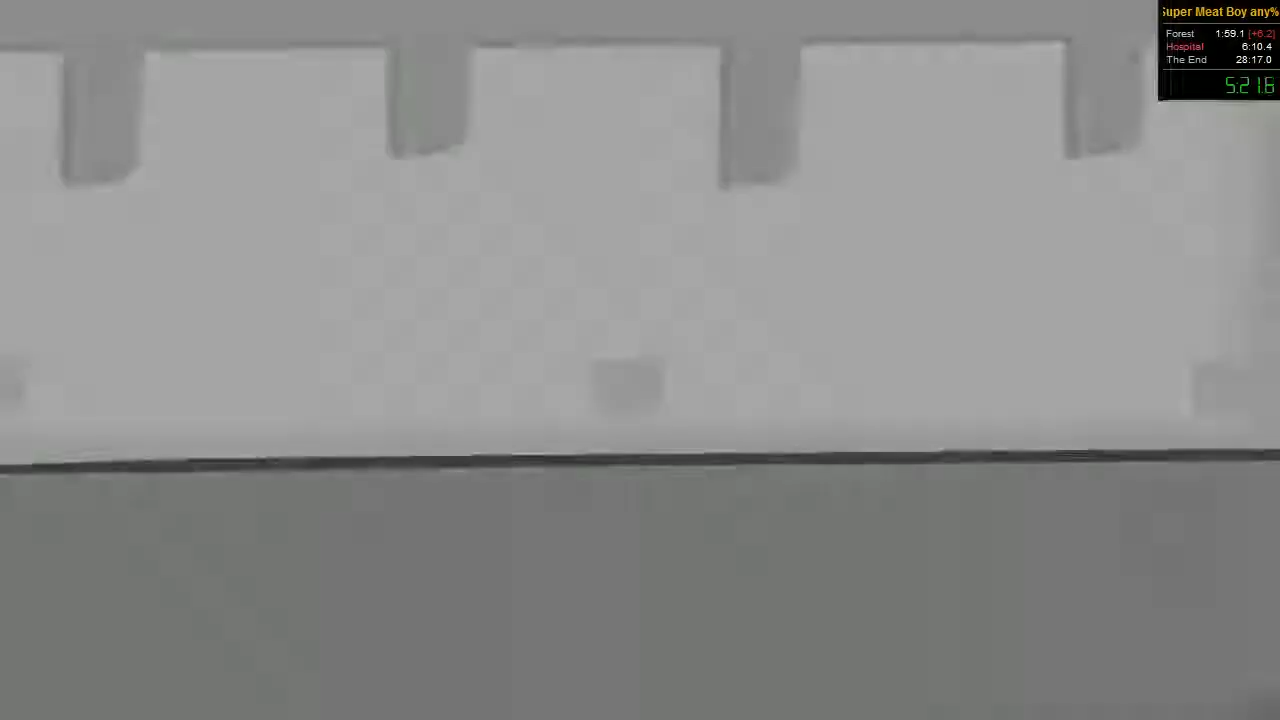 Super Meat Boy any%
Forest 1:59.1 [+6.2]
Hospital 6:10.4
The End 28:17.0
5:21.6